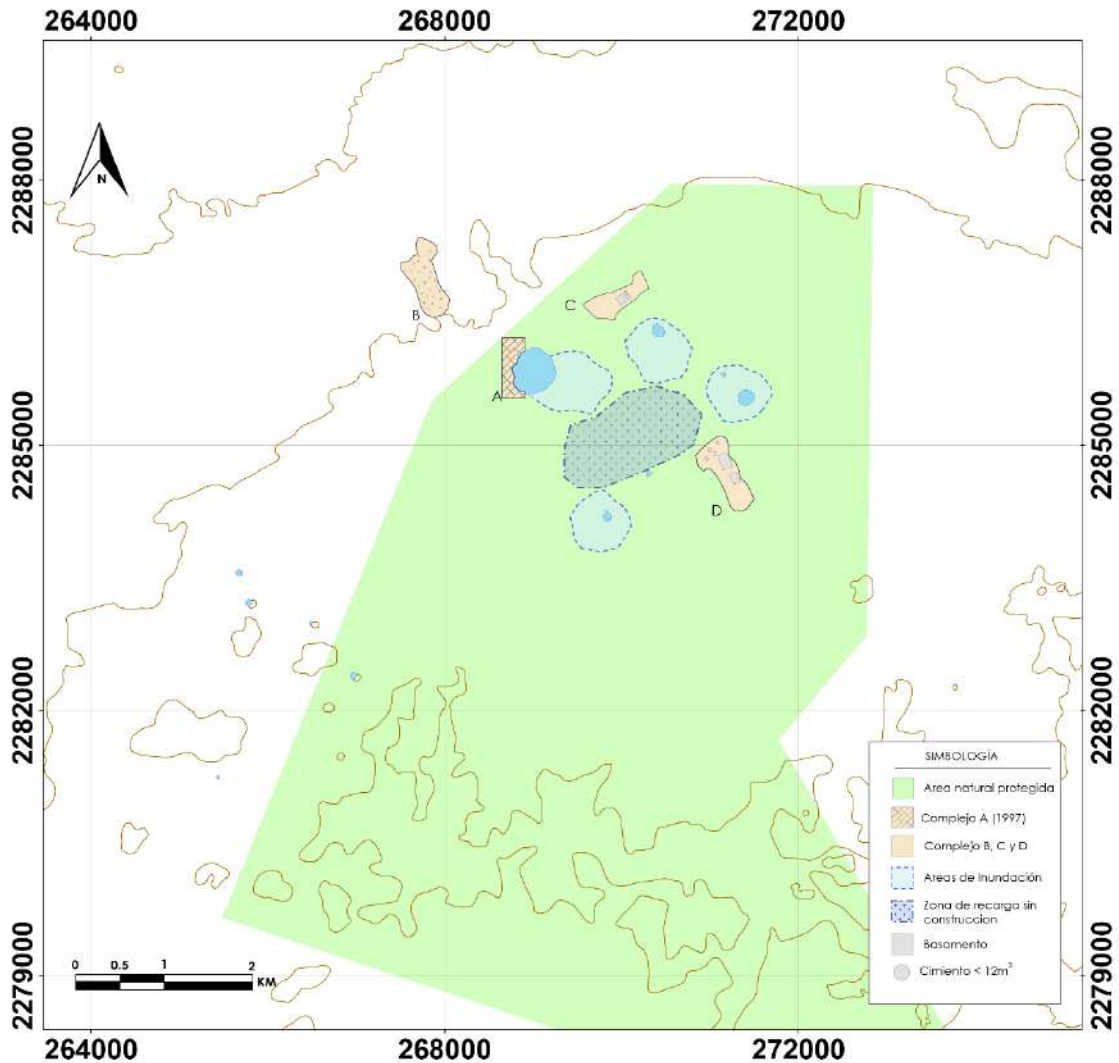 264000 268000 272000
2288000 2288000
N
B
C
A
2285000 2285000
D
2282000 2282000
SIMBOLOGÍA
Area natural protegida
Complejo A (1997)
Complejo B, C y D
Areas de Inundación
Zona de recarga sin
construccion
Basamento
Cimiento < 12m²
0 0.5 1 2
KM
2279000 2279000
264000 268000 272000